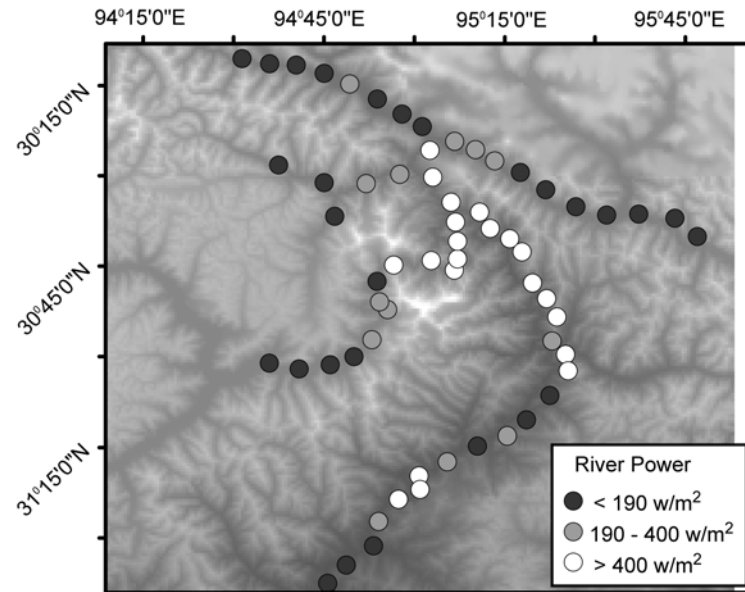 94°15'0"E 94°45'0"E 95°15'0"E 95°45'0"E
30°15'0"N
30°45'0"N
31°15'0"N
River Power
< 190 w/m²
190 - 400 w/m²
> 400 w/m²